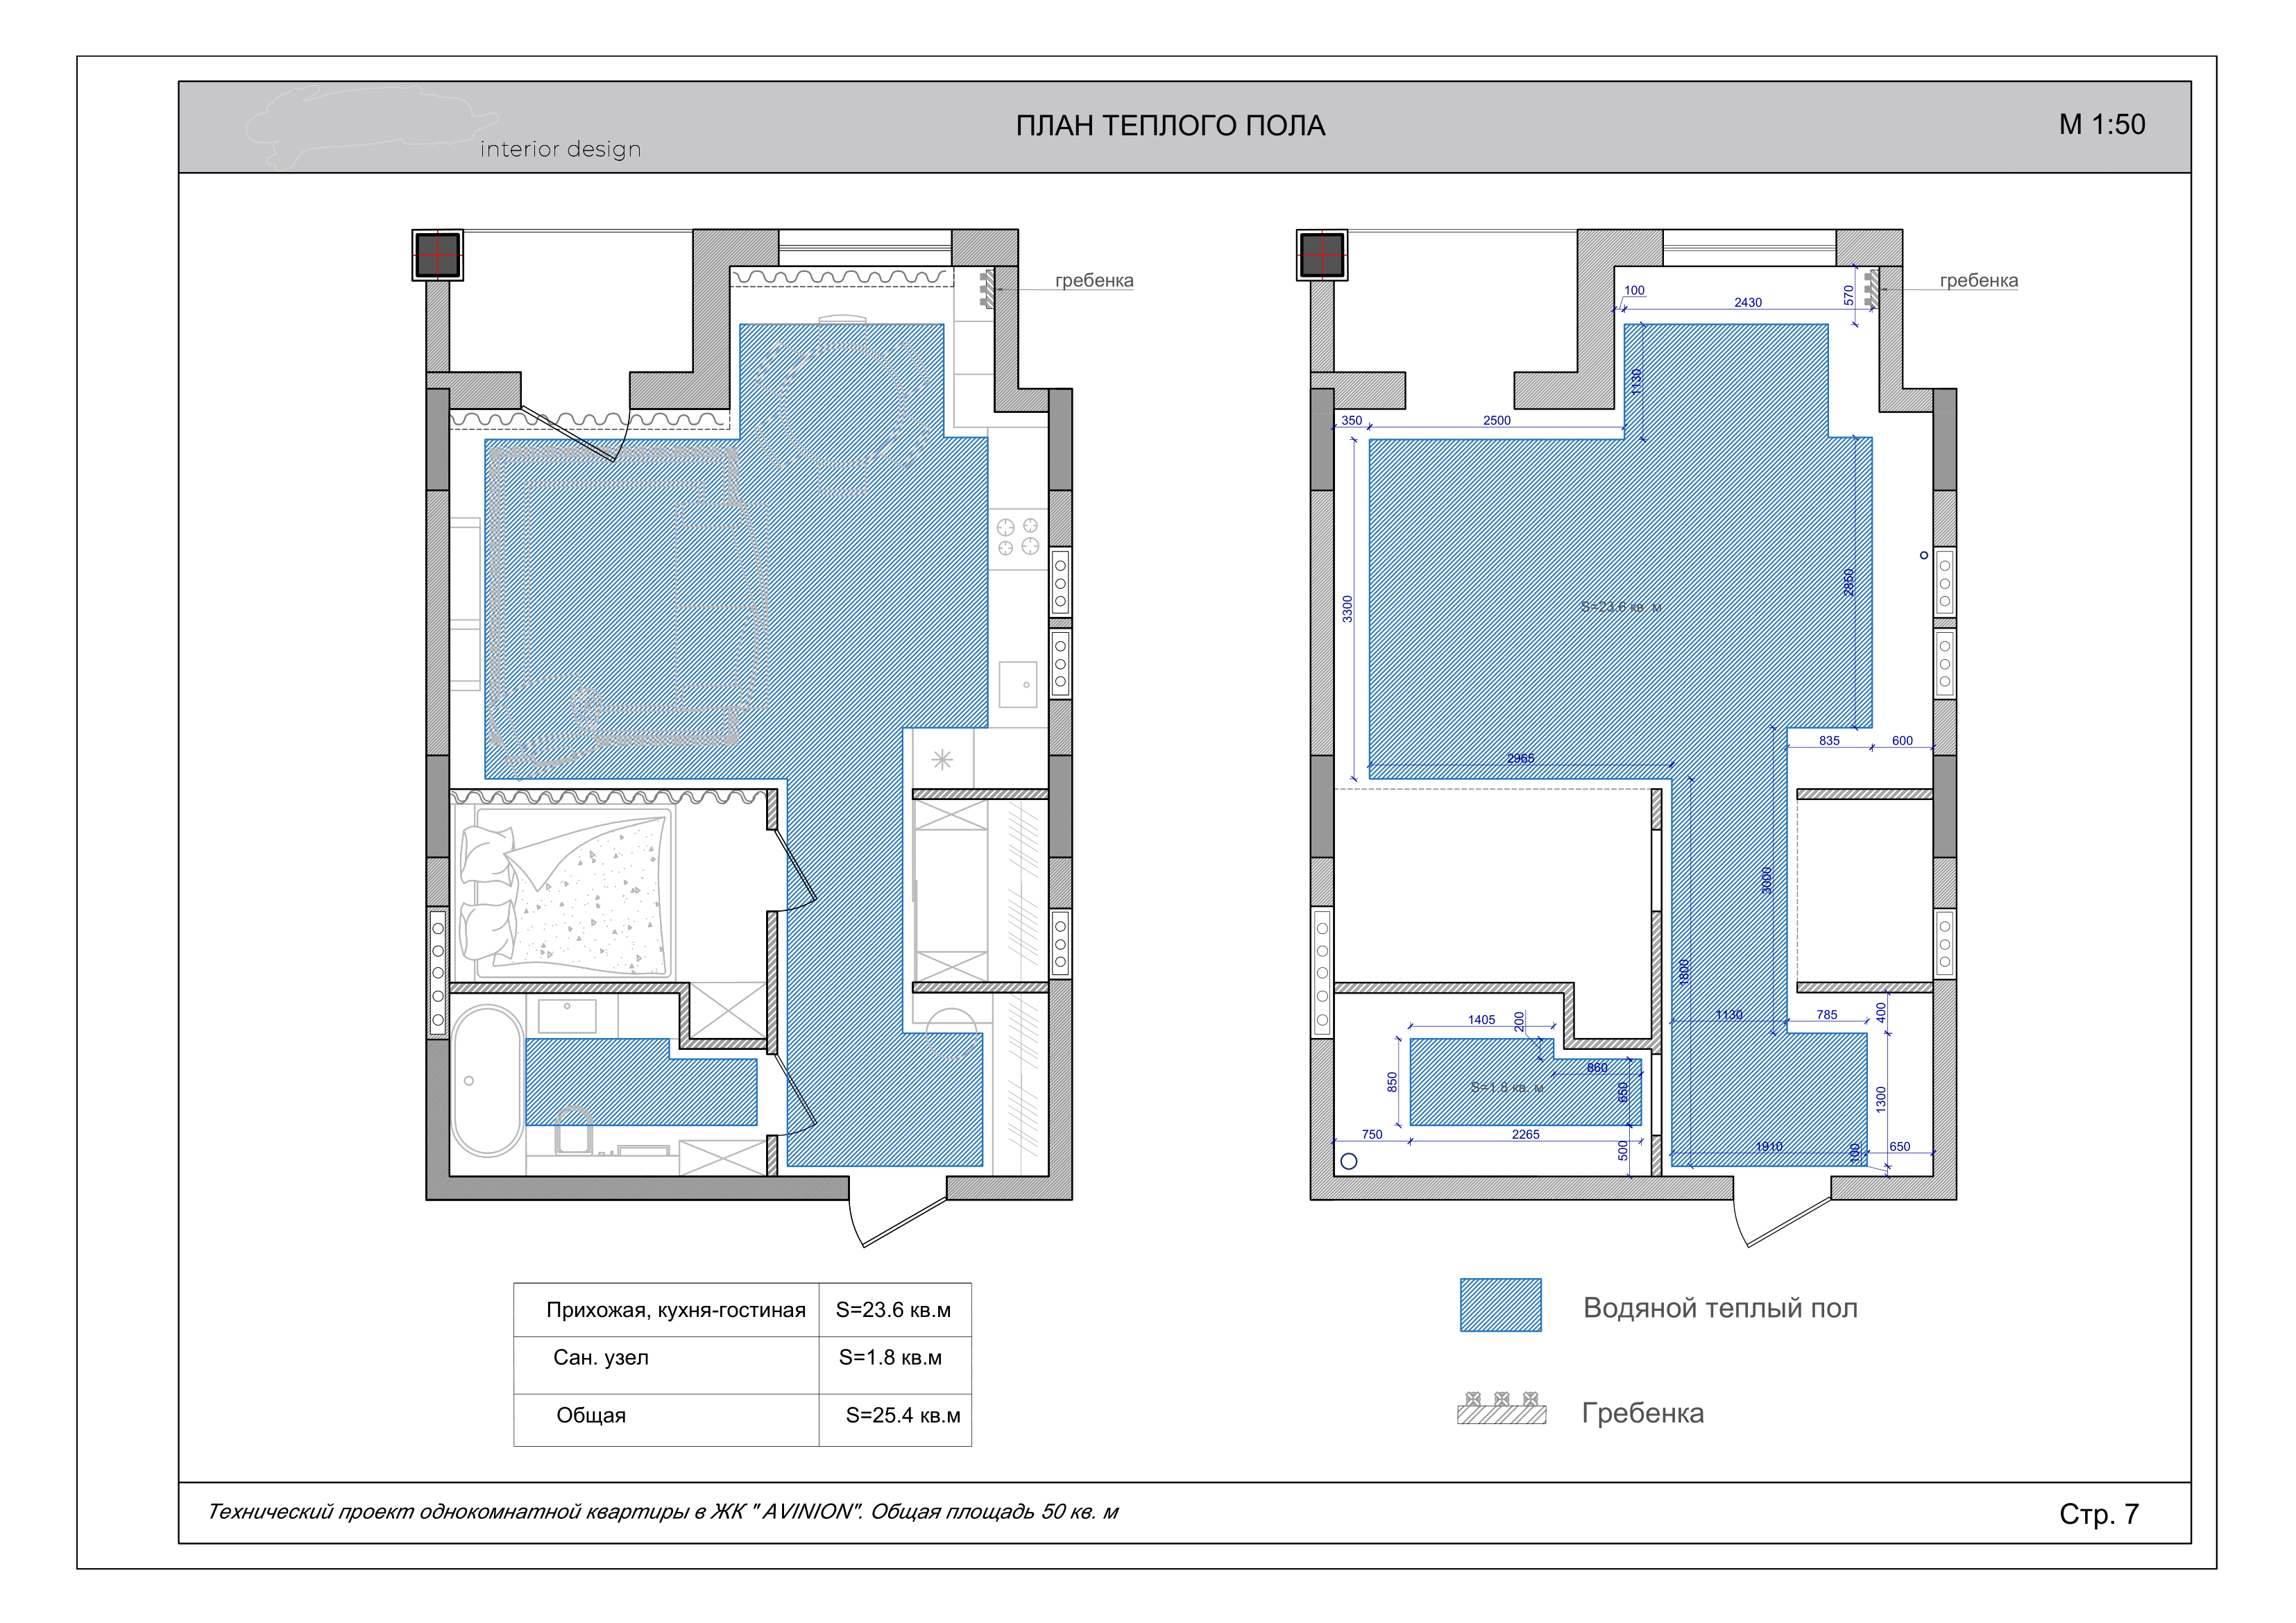 interior design
ПЛАН ТЕПЛОГО ПОЛА
М 1:50
гребенка
гребенка
100
2430
570
1130
350
2500
3300
2850
S=23.6 кв. м
2965
835
600
3000
1800
1405
200
1130
785
400
850
860
650
S=1.8 кв. м
1300
750
2265
500
1910
100
650
Прихожая, кухня-гостиная S=23.6 кв.м
Сан. узел S=1.8 кв.м
Общая S=25.4 кв.м
Водяной теплый пол
Гребенка
Технический проект однокомнатной квартиры в ЖК " AVINION". Общая площадь 50 кв. м
Стр. 7